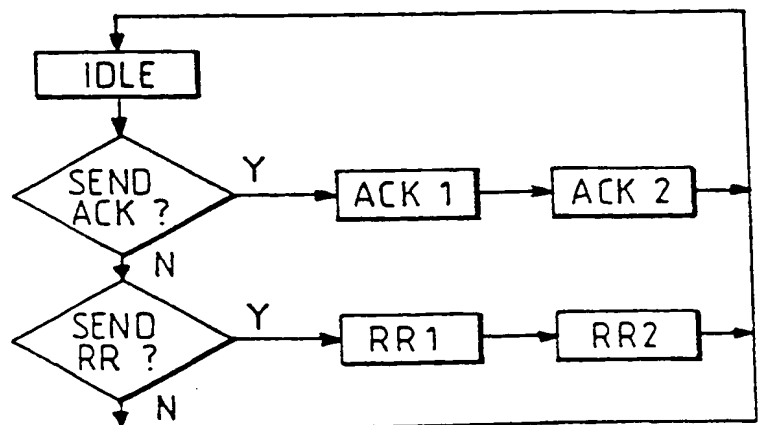 IDLE
SEND
ACK ?
Y
ACK 1
ACK 2
N
SEND
RR ?
Y
RR1
RR2
N